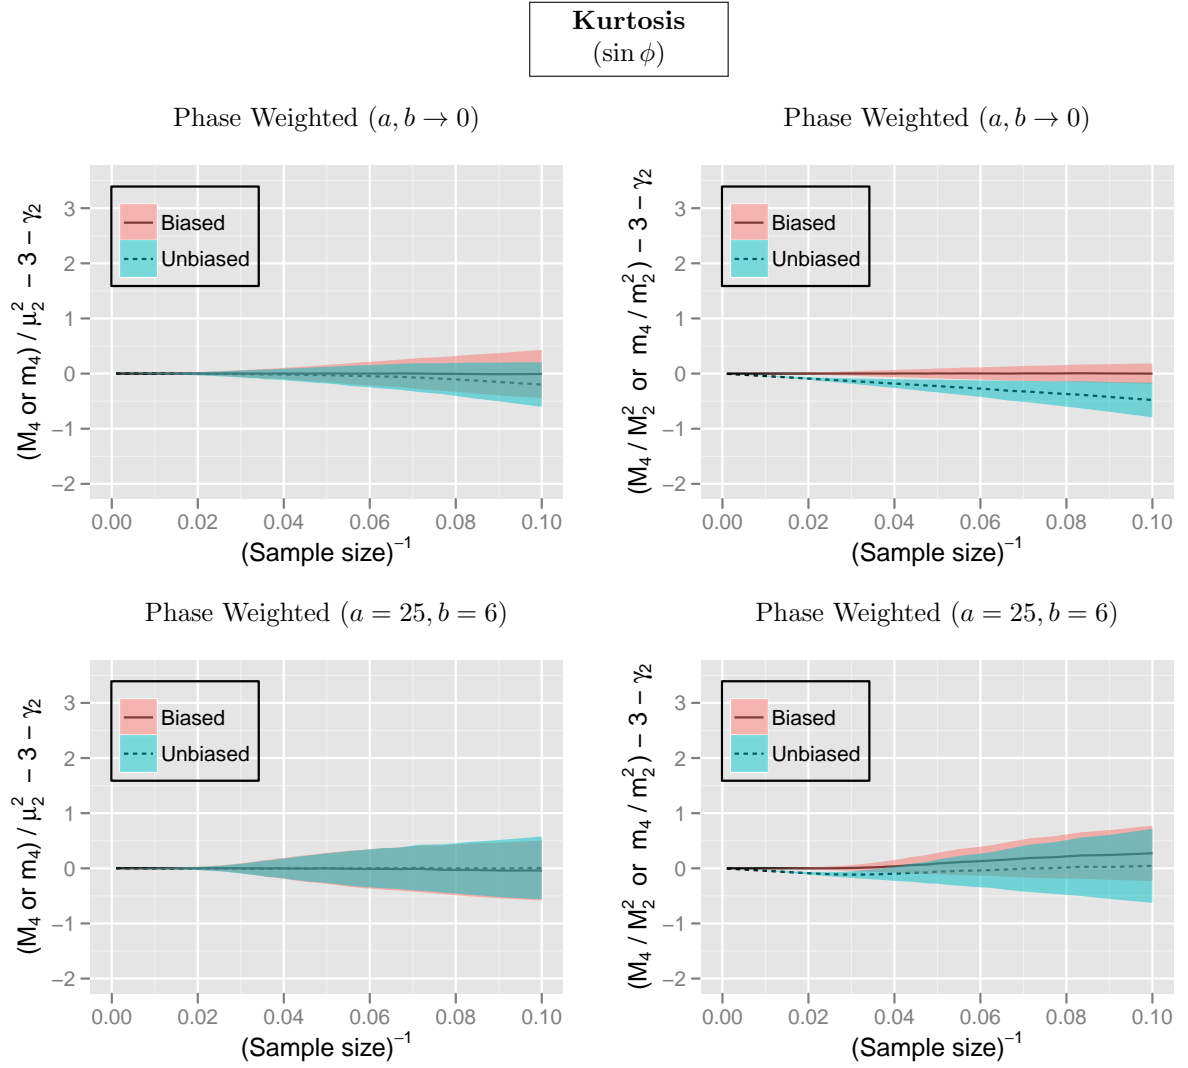 Kurtosis
(sin ϕ)
Phase Weighted (a, b → 0)
(M₄ or m₄) / μ₂² − 3 − γ₂
3
2
1
0
−1
−2
Biased
Unbiased
0.00 0.02 0.04 0.06 0.08 0.10
(Sample size)⁻¹
Phase Weighted (a, b → 0)
(M₄ / M₂² or m₄ / m₂²) − 3 − γ₂
3
2
1
0
−1
−2
Biased
Unbiased
0.00 0.02 0.04 0.06 0.08 0.10
(Sample size)⁻¹
Phase Weighted (a = 25, b = 6)
(M₄ or m₄) / μ₂² − 3 − γ₂
3
2
1
0
−1
−2
Biased
Unbiased
0.00 0.02 0.04 0.06 0.08 0.10
(Sample size)⁻¹
Phase Weighted (a = 25, b = 6)
(M₄ / M₂² or m₄ / m₂²) − 3 − γ₂
3
2
1
0
−1
−2
Biased
Unbiased
0.00 0.02 0.04 0.06 0.08 0.10
(Sample size)⁻¹